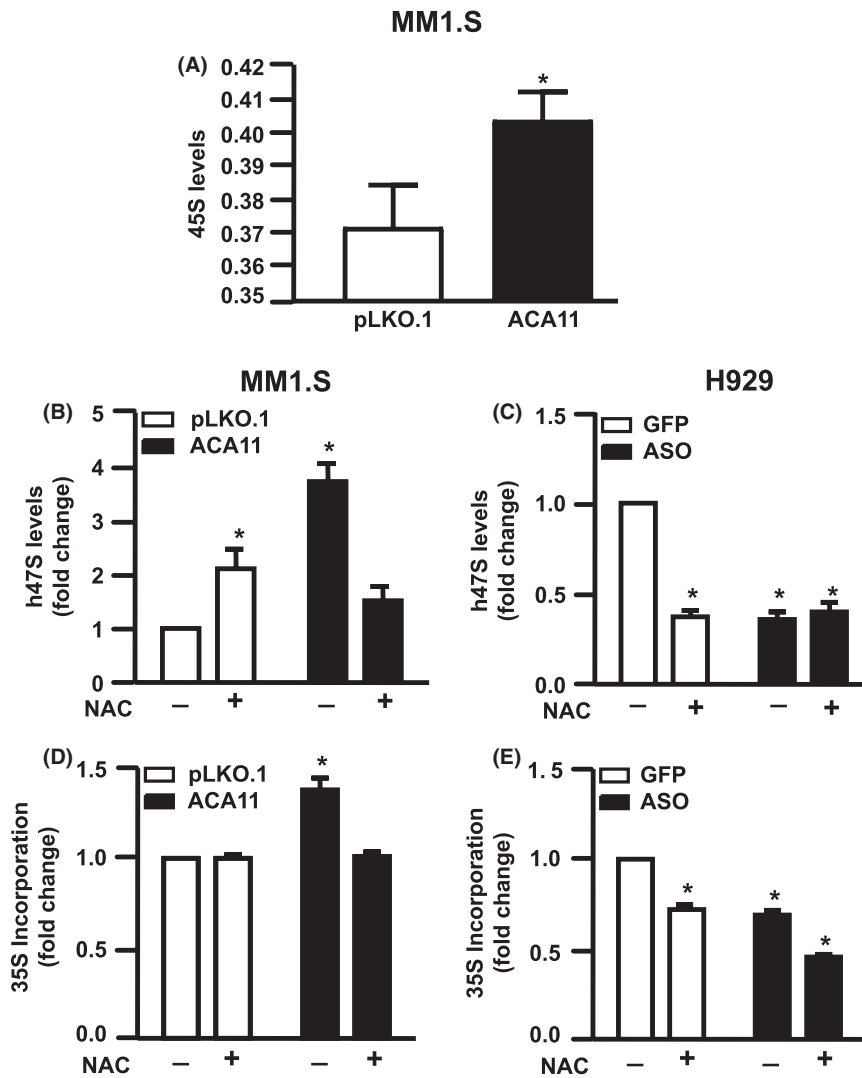 MM1.S
(A)
45S levels
0.42
0.41
0.40
0.39
0.38
0.37
0.36
0.35
*
pLKO.1 ACA11
MM1.S
(B)
h47S levels
(fold change)
5
4
3
2
1
0
pLKO.1
ACA11
* *
NAC – + – +
H929
(C)
h47S levels
(fold change)
1.5
1.0
0.5
0.0
GFP
ASO
* * *
NAC – + – +
(D)
35S Incorporation
(fold change)
1.5
1.0
0.5
0.0
pLKO.1
ACA11
*
NAC – + – +
(E)
35S Incorporation
(fold change)
1.5
1.0
0.5
0.0
GFP
ASO
* * *
NAC – + – +